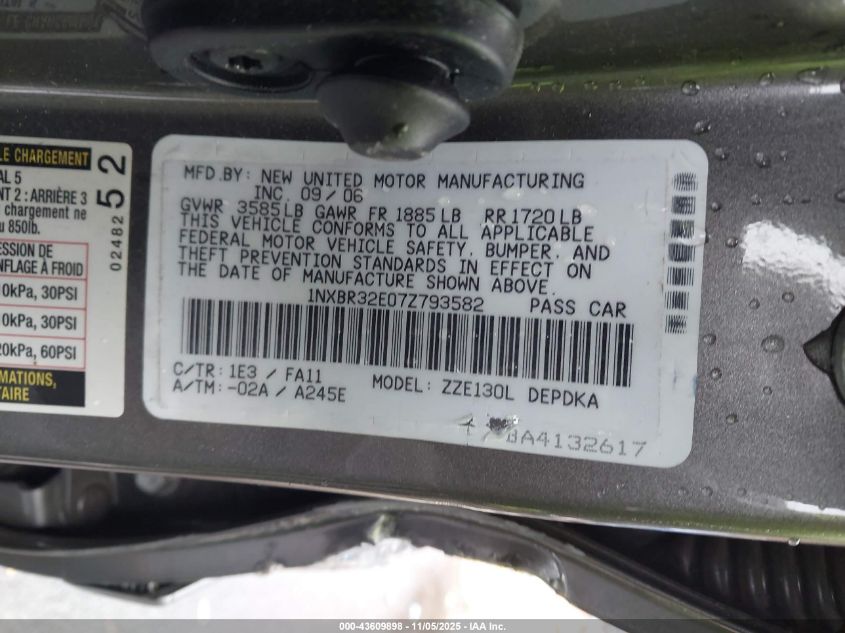 LE CHARGEMENT
AL 5
NT 2 : ARRIÈRE 3
chargement ne
850lb.
ESSION DE
NFLAGE À FROID
0kPa, 30PSI
0kPa, 30PSI
20kPa, 60PSI
RMATIONS,
TAIRE
02482
52
MFD.BY: NEW UNITED MOTOR MANUFACTURING
INC. 09/06
GVWR 3585LB GAWR FR 1885LB RR 1720LB
THIS VEHICLE CONFORMS TO ALL APPLICABLE
FEDERAL MOTOR VEHICLE SAFETY, BUMPER, AND
THEFT PREVENTION STANDARDS IN EFFECT ON
THE DATE OF MANUFACTURE SHOWN ABOVE.
1NXBR32E07Z793582 PASS CAR
C/TR: 1E3 / FA11
A/TM: -02A / A245E
MODEL: ZZE130L DEPDKA
BA4132617
000-43609898 - 11/05/2025 - IAA Inc.